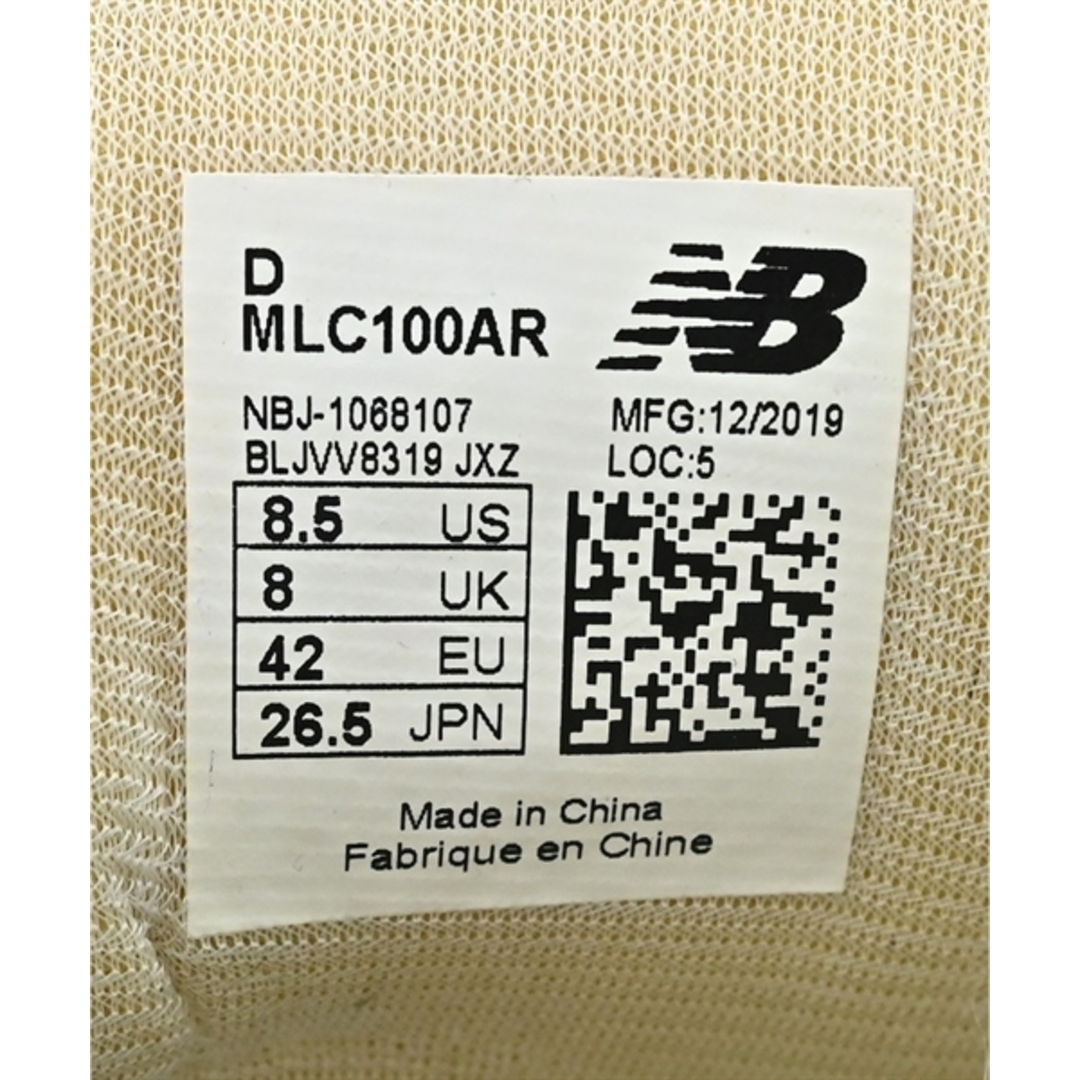 D
MLC100AR
NB
NBJ-1068107
MFG:12/2019
BLJVV8319 JXZ
LOC:5
8.5 US
8 UK
42 EU
26.5 JPN
Made in China
Fabrique en Chine